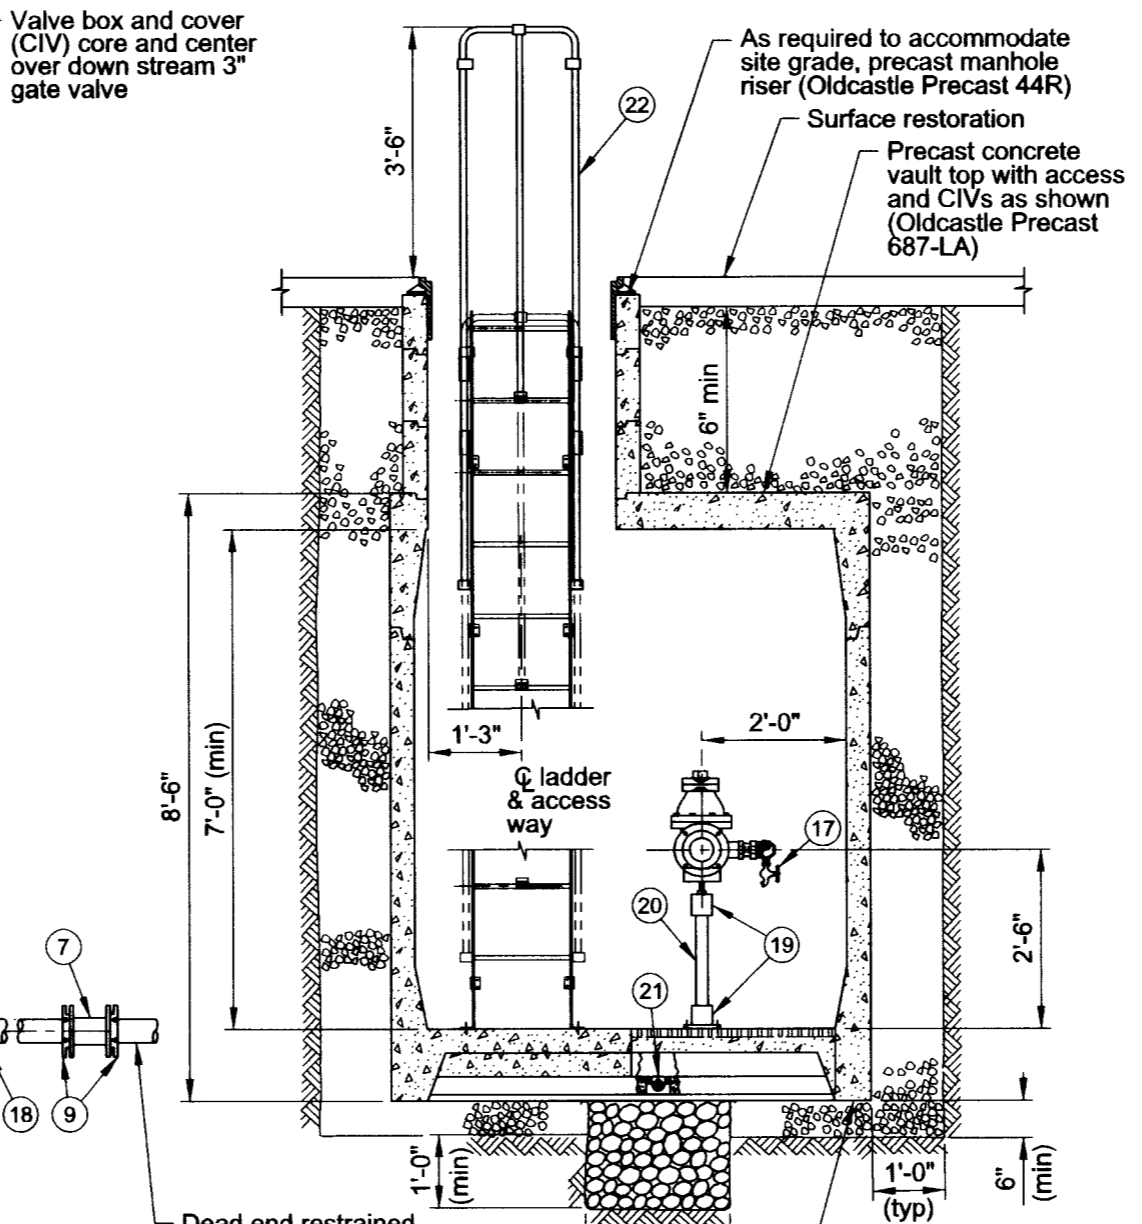 Valve box and cover
(CIV) core and center
over down stream 3"
gate valve
As required to accommodate
site grade, precast manhole
riser (Oldcastle Precast 44R)
Surface restoration
Precast concrete
vault top with access
and CIVs as shown
(Oldcastle Precast
687-LA)
3'-6"
22
6" min
8'-6"
7'-0" (min)
1'-3"
2'-0"
℄ ladder
& access
way
17
20
19
21
2'-6"
7
18
9
1'-0"
(min)
1'-0"
(typ)
6"
(min)
Dead end restrained